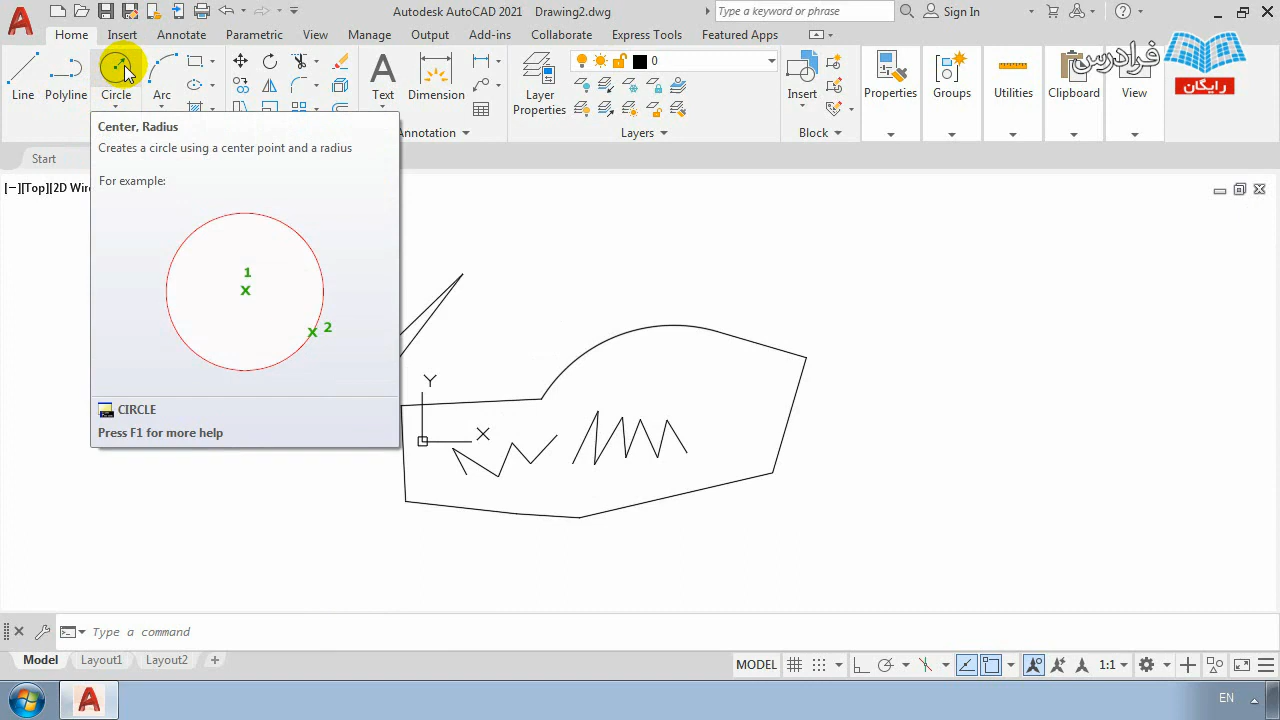 Autodesk AutoCAD 2021 Drawing2.dwg
Type a keyword or phrase
Sign In
Home Insert Annotate Parametric View Manage Output Add-ins Collaborate Express Tools Featured Apps
فرادرس
رایگان
0
Line Polyline Circle Arc Text Dimension Layer Properties Insert Properties Groups Utilities Clipboard View
Annotation Layers Block
Start
[−][Top][2D Wir
Center, Radius
Creates a circle using a center point and a radius
For example:
1
x
x 2
CIRCLE
Press F1 for more help
Y
X
Type a command
Model Layout1 Layout2 +
MODEL 1:1
EN